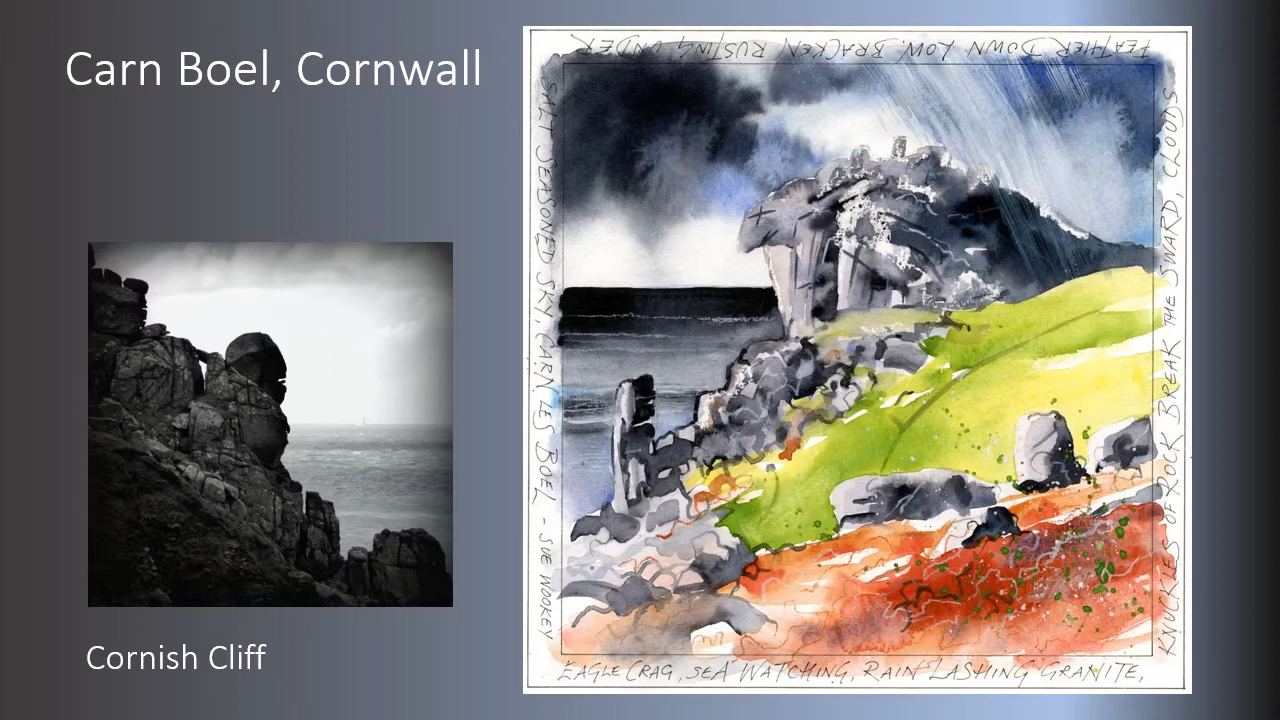 Carn Boel, Cornwall
Cornish Cliff
EAGLE CRAG, SEA WATCHING, RAIN LASHING GRANITE,
KNUCKLES OF ROCK BREAK THE SWARD, CLOUDS
FEATHER DOWN LOW. BRACKEN RUSTING UNDER
SALT SEASONED SKY, CARN LES BOEL - SUE WOOKEY